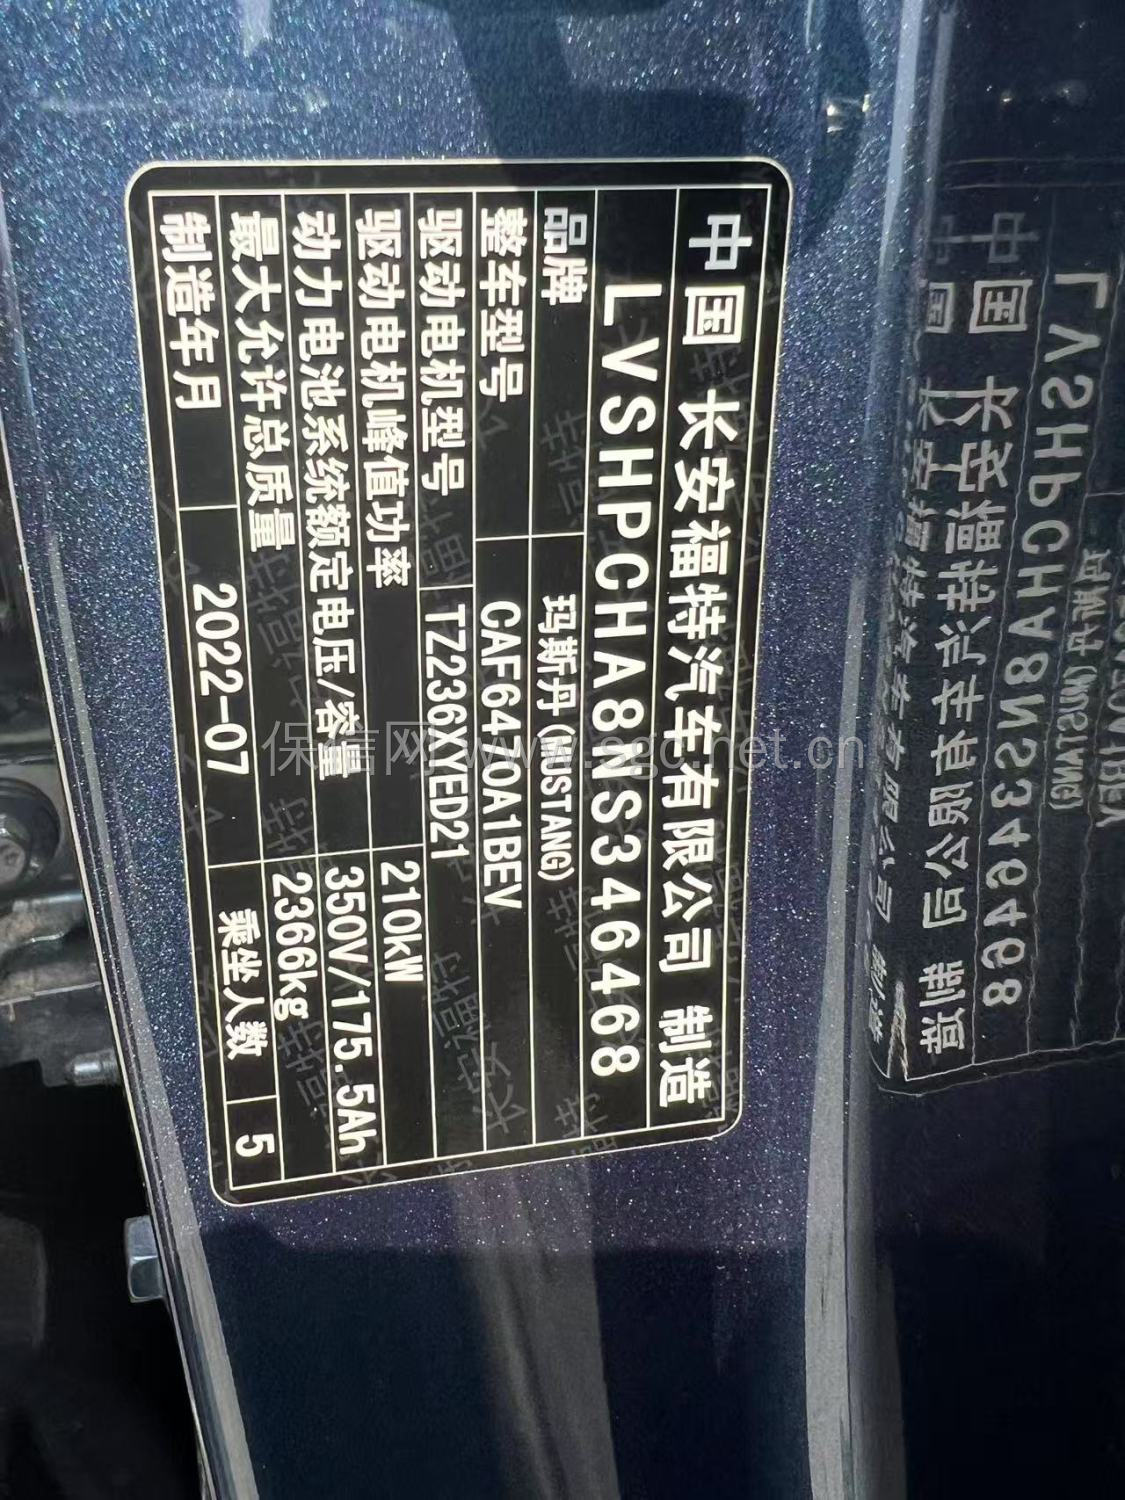 中国 长安福特汽车有限公司 制造
LVSHPCHA8NS346468
品牌 玛斯丹(MUSTANG)
整车型号 CAF6470A1BEV
驱动电机型号 TZ236XYED21
驱动电机峰值功率 210kW
动力电池系统额定电压/容量 350V/175.5Ah
最大允许总质量 2366kg
制造年月 2022-07 乘坐人数 5
保信网 www.sgc.net.cn